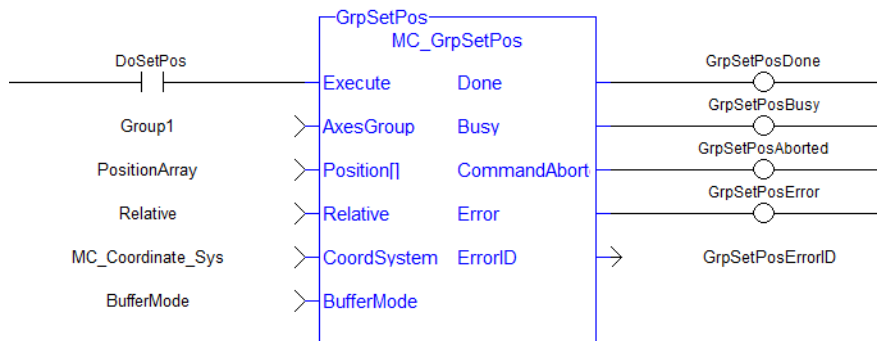 GrpSetPos
MC_GrpSetPos
DoSetPos
Execute
Done
GrpSetPosDone
Group1
AxesGroup
Busy
GrpSetPosBusy
PositionArray
Position[]
CommandAbort
GrpSetPosAborted
Relative
Relative
Error
GrpSetPosError
MC_Coordinate_Sys
CoordSystem
ErrorID
GrpSetPosErrorID
BufferMode
BufferMode